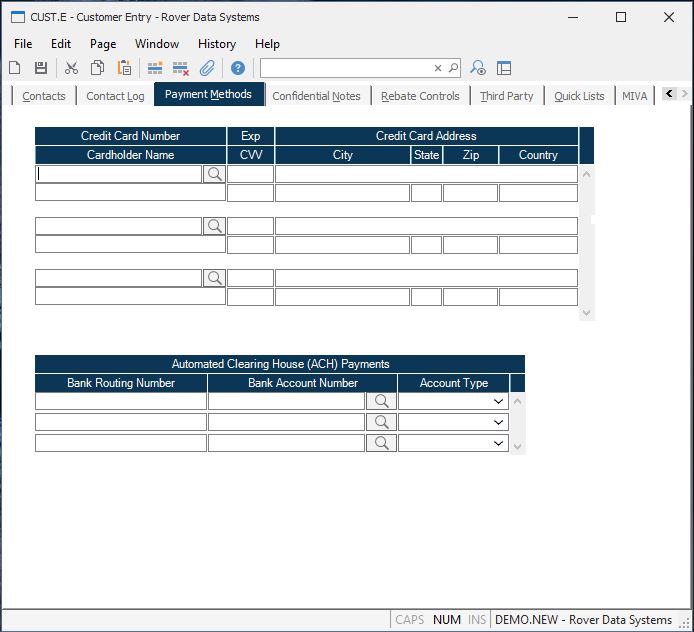 CUST.E - Customer Entry - Rover Data Systems
File Edit Page Window History Help
Contacts Contact Log Payment Methods Confidential Notes Rebate Controls Third Party Quick Lists MIVA
Credit Card Number Exp Credit Card Address
Cardholder Name CVV City State Zip Country
Automated Clearing House (ACH) Payments
Bank Routing Number Bank Account Number Account Type
CAPS NUM INS DEMO.NEW - Rover Data Systems